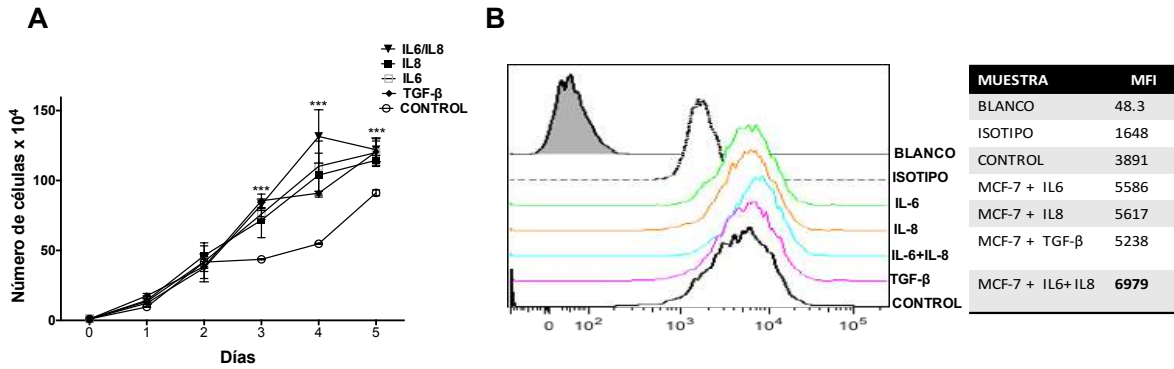 A
B
IL6/IL8
IL8
IL6
TGF-β
CONTROL
Número de células x 10⁴
150
100
50
0
***
***
***
0 1 2 3 4 5
Días
BLANCO
ISOTIPO
IL-6
IL-8
IL-6+IL-8
TGF-β
CONTROL
0 10² 10³ 10⁴ 10⁵
MUESTRA MFI
BLANCO 48.3
ISOTIPO 1648
CONTROL 3891
MCF-7 + IL6 5586
MCF-7 + IL8 5617
MCF-7 + TGF-β 5238
MCF-7 + IL6+IL8 6979